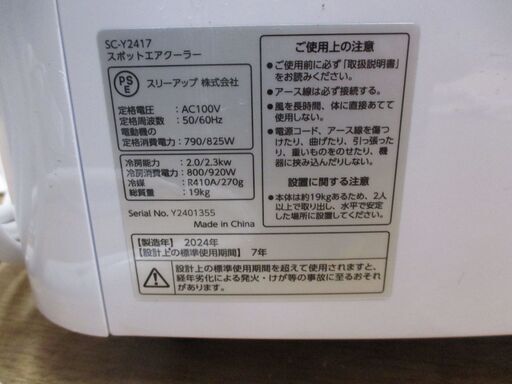 SC-Y2417
スポットエアクーラー
PS
E
スリーアップ 株式会社
定格電圧:AC100V
定格周波数:50/60Hz
電動機の
定格消費電力:790/825W
冷房能力:2.0/2.3kw
冷房消費電力:800/920W
冷媒:R410A/270g
総質量:19kg
Serial No. Y2401355
Made in China
【製造年】 2024年
【設計上の標準使用期間】 7年
設計上の標準使用期間を超えて使用されますと、
経年劣化による発火・けが等の事故に至るおそれ
があります。
ご使用上の注意
●ご使用前に必ず「取扱説明書」
をお読みください。
●アース線は必ず接続する。
●風を長時間、体に直接あてて
使用しない。
●電源コード、アース線を傷つ
けたり、曲げたり、引っ張った
り、重いものをのせたり、機
器に挟み込んだりしない。
設置に関する注意
●本体は約19kgあるため、2人
以上で取り出し、水平で安定
した場所に設置してください。